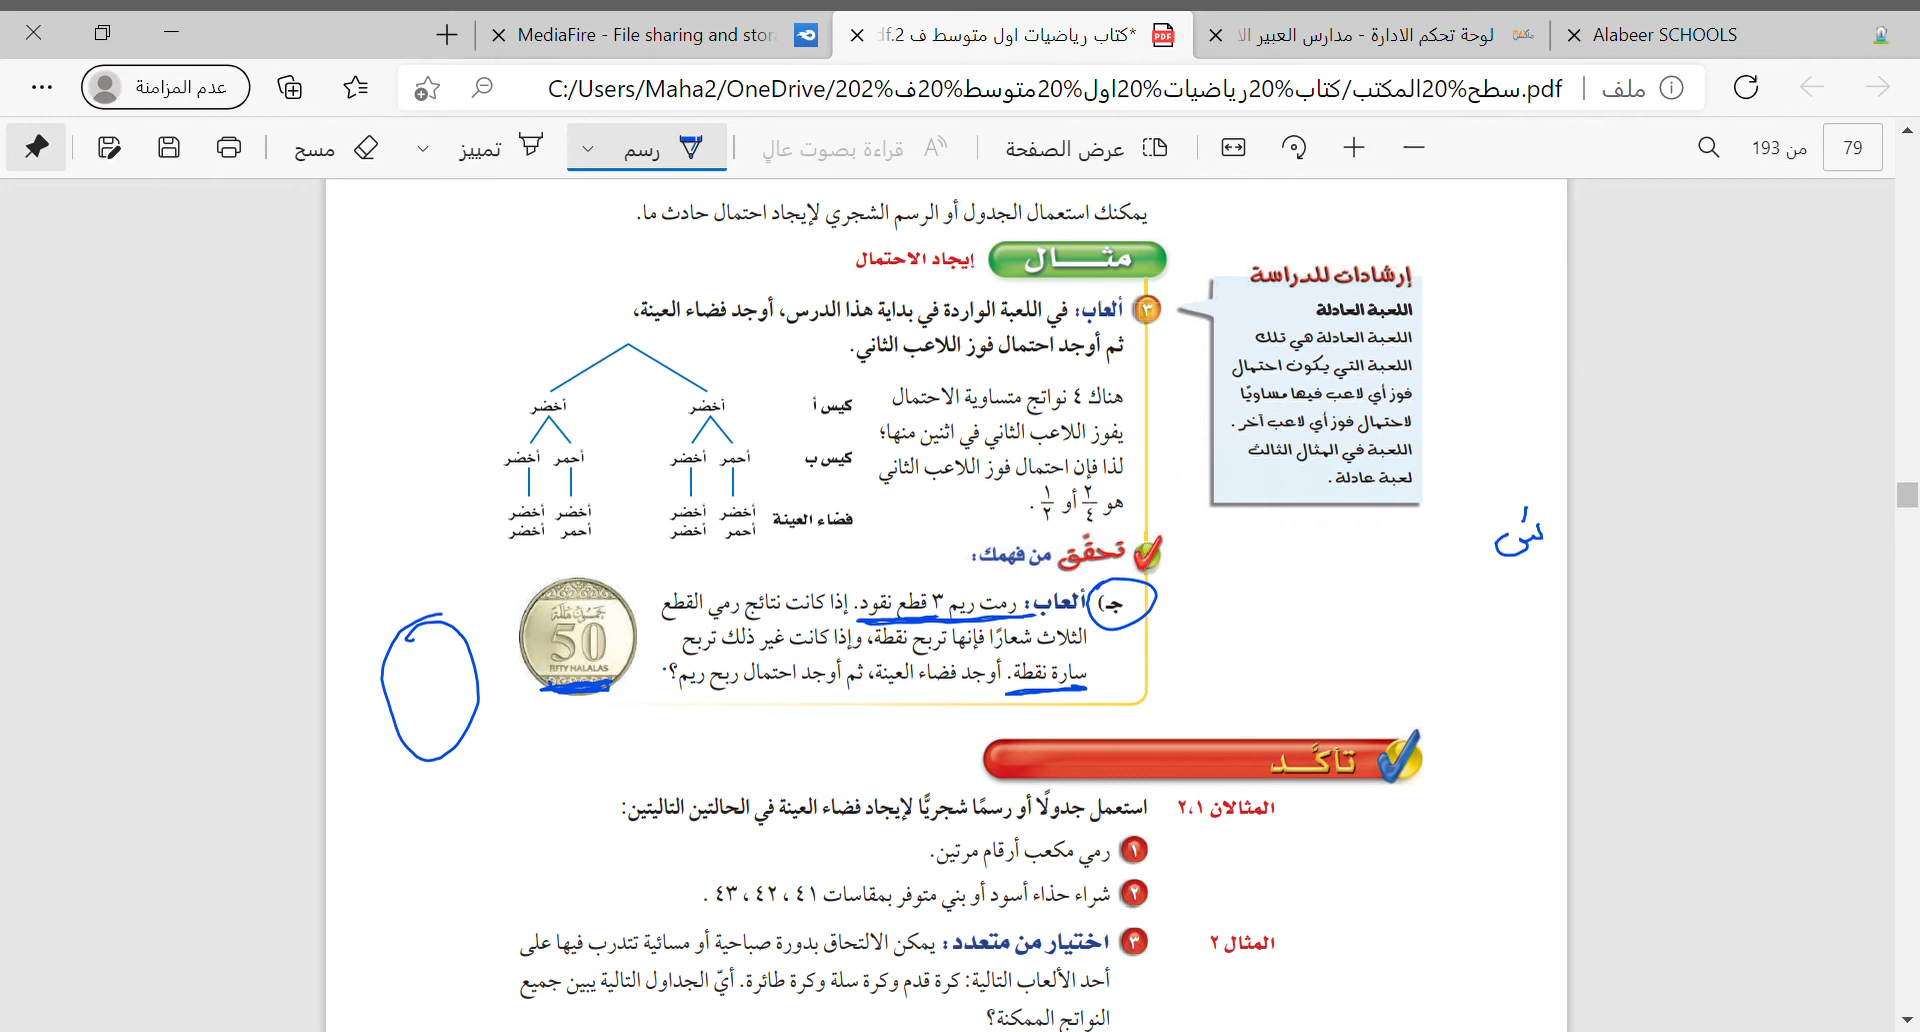 Alabeer SCHOOLS
لوحة تحكم الادارة - مدارس العبير الا
*كتاب رياضيات اول متوسط ف 2.df
MediaFire - File sharing and stor
ملف
C:/Users/Maha2/OneDrive/سطح%20المكتب/كتاب%20رياضيات%20اول%20متوسط%20ف%202.pdf
عدم المزامنة
79
من 193
عرض الصفحة
قراءة بصوت عالٍ
رسم
تمييز
مسح
يمكنك استعمال الجدول أو الرسم الشجري لإيجاد احتمال حادث ما.
مثـــال
إيجاد الاحتمال
٣ ألعاب: في اللعبة الواردة في بداية هذا الدرس، أوجد فضاء العينة،
ثم أوجد احتمال فوز اللاعب الثاني.
هناك ٤ نواتج متساوية الاحتمال
يفوز اللاعب الثاني في اثنين منها؛
لذا فإن احتمال فوز اللاعب الثاني
هو ٢/٤ أو ١/٢ .
كيس أ
أخضر أخضر
كيس ب
أحمر أخضر أحمر أخضر
فضاء العينة
أخضر أخضر أخضر أخضر
أحمر أخضر أحمر أخضر
إرشادات للدراسة
اللعبة العادلة
اللعبة العادلة هي تلك
اللعبة التي يكون احتمال
فوز أي لاعب فيها مساويًا
لاحتمال فوز أي لاعب آخر.
اللعبة في المثال الثالث
لعبة عادلة.
تحقَّق من فهمك:
جـ) ألعاب: رمت ريم ٣ قطع نقود. إذا كانت نتائج رمي القطع
الثلاث شعارًا فإنها تربح نقطة، وإذا كانت غير ذلك تربح
سارة نقطة. أوجد فضاء العينة، ثم أوجد احتمال ربح ريم؟
50
FIFTY HALALAS
تأكَّــد
المثالان ٢،١
استعمل جدولًا أو رسمًا شجريًّا لإيجاد فضاء العينة في الحالتين التاليتين:
١ رمي مكعب أرقام مرتين.
٢ شراء حذاء أسود أو بني متوفر بمقاسات ٤١ ، ٤٢ ، ٤٣ .
المثال ٢
٣ اختيار من متعدد: يمكن الالتحاق بدورة صباحية أو مسائية تتدرب فيها على
أحد الألعاب التالية: كرة قدم وكرة سلة وكرة طائرة. أيّ الجداول التالية يبين جميع
النواتج الممكنة؟